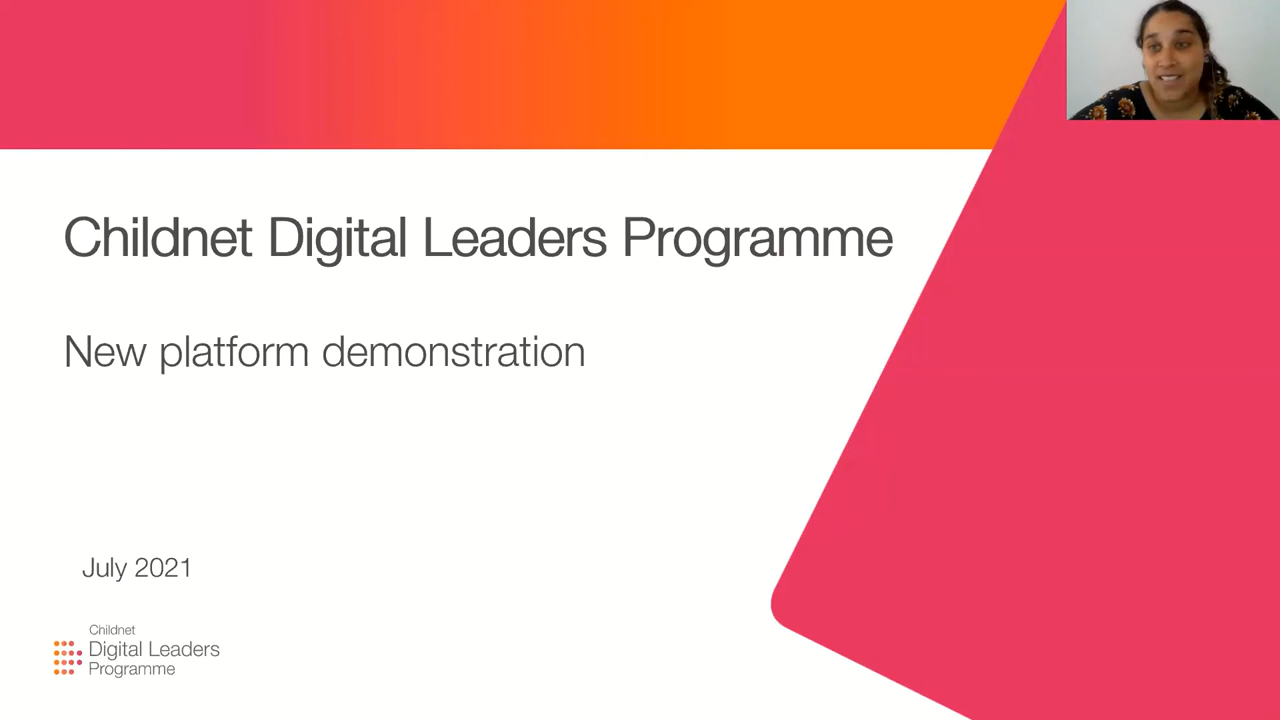 Childnet Digital Leaders Programme
New platform demonstration
July 2021
Childnet
Digital Leaders
Programme